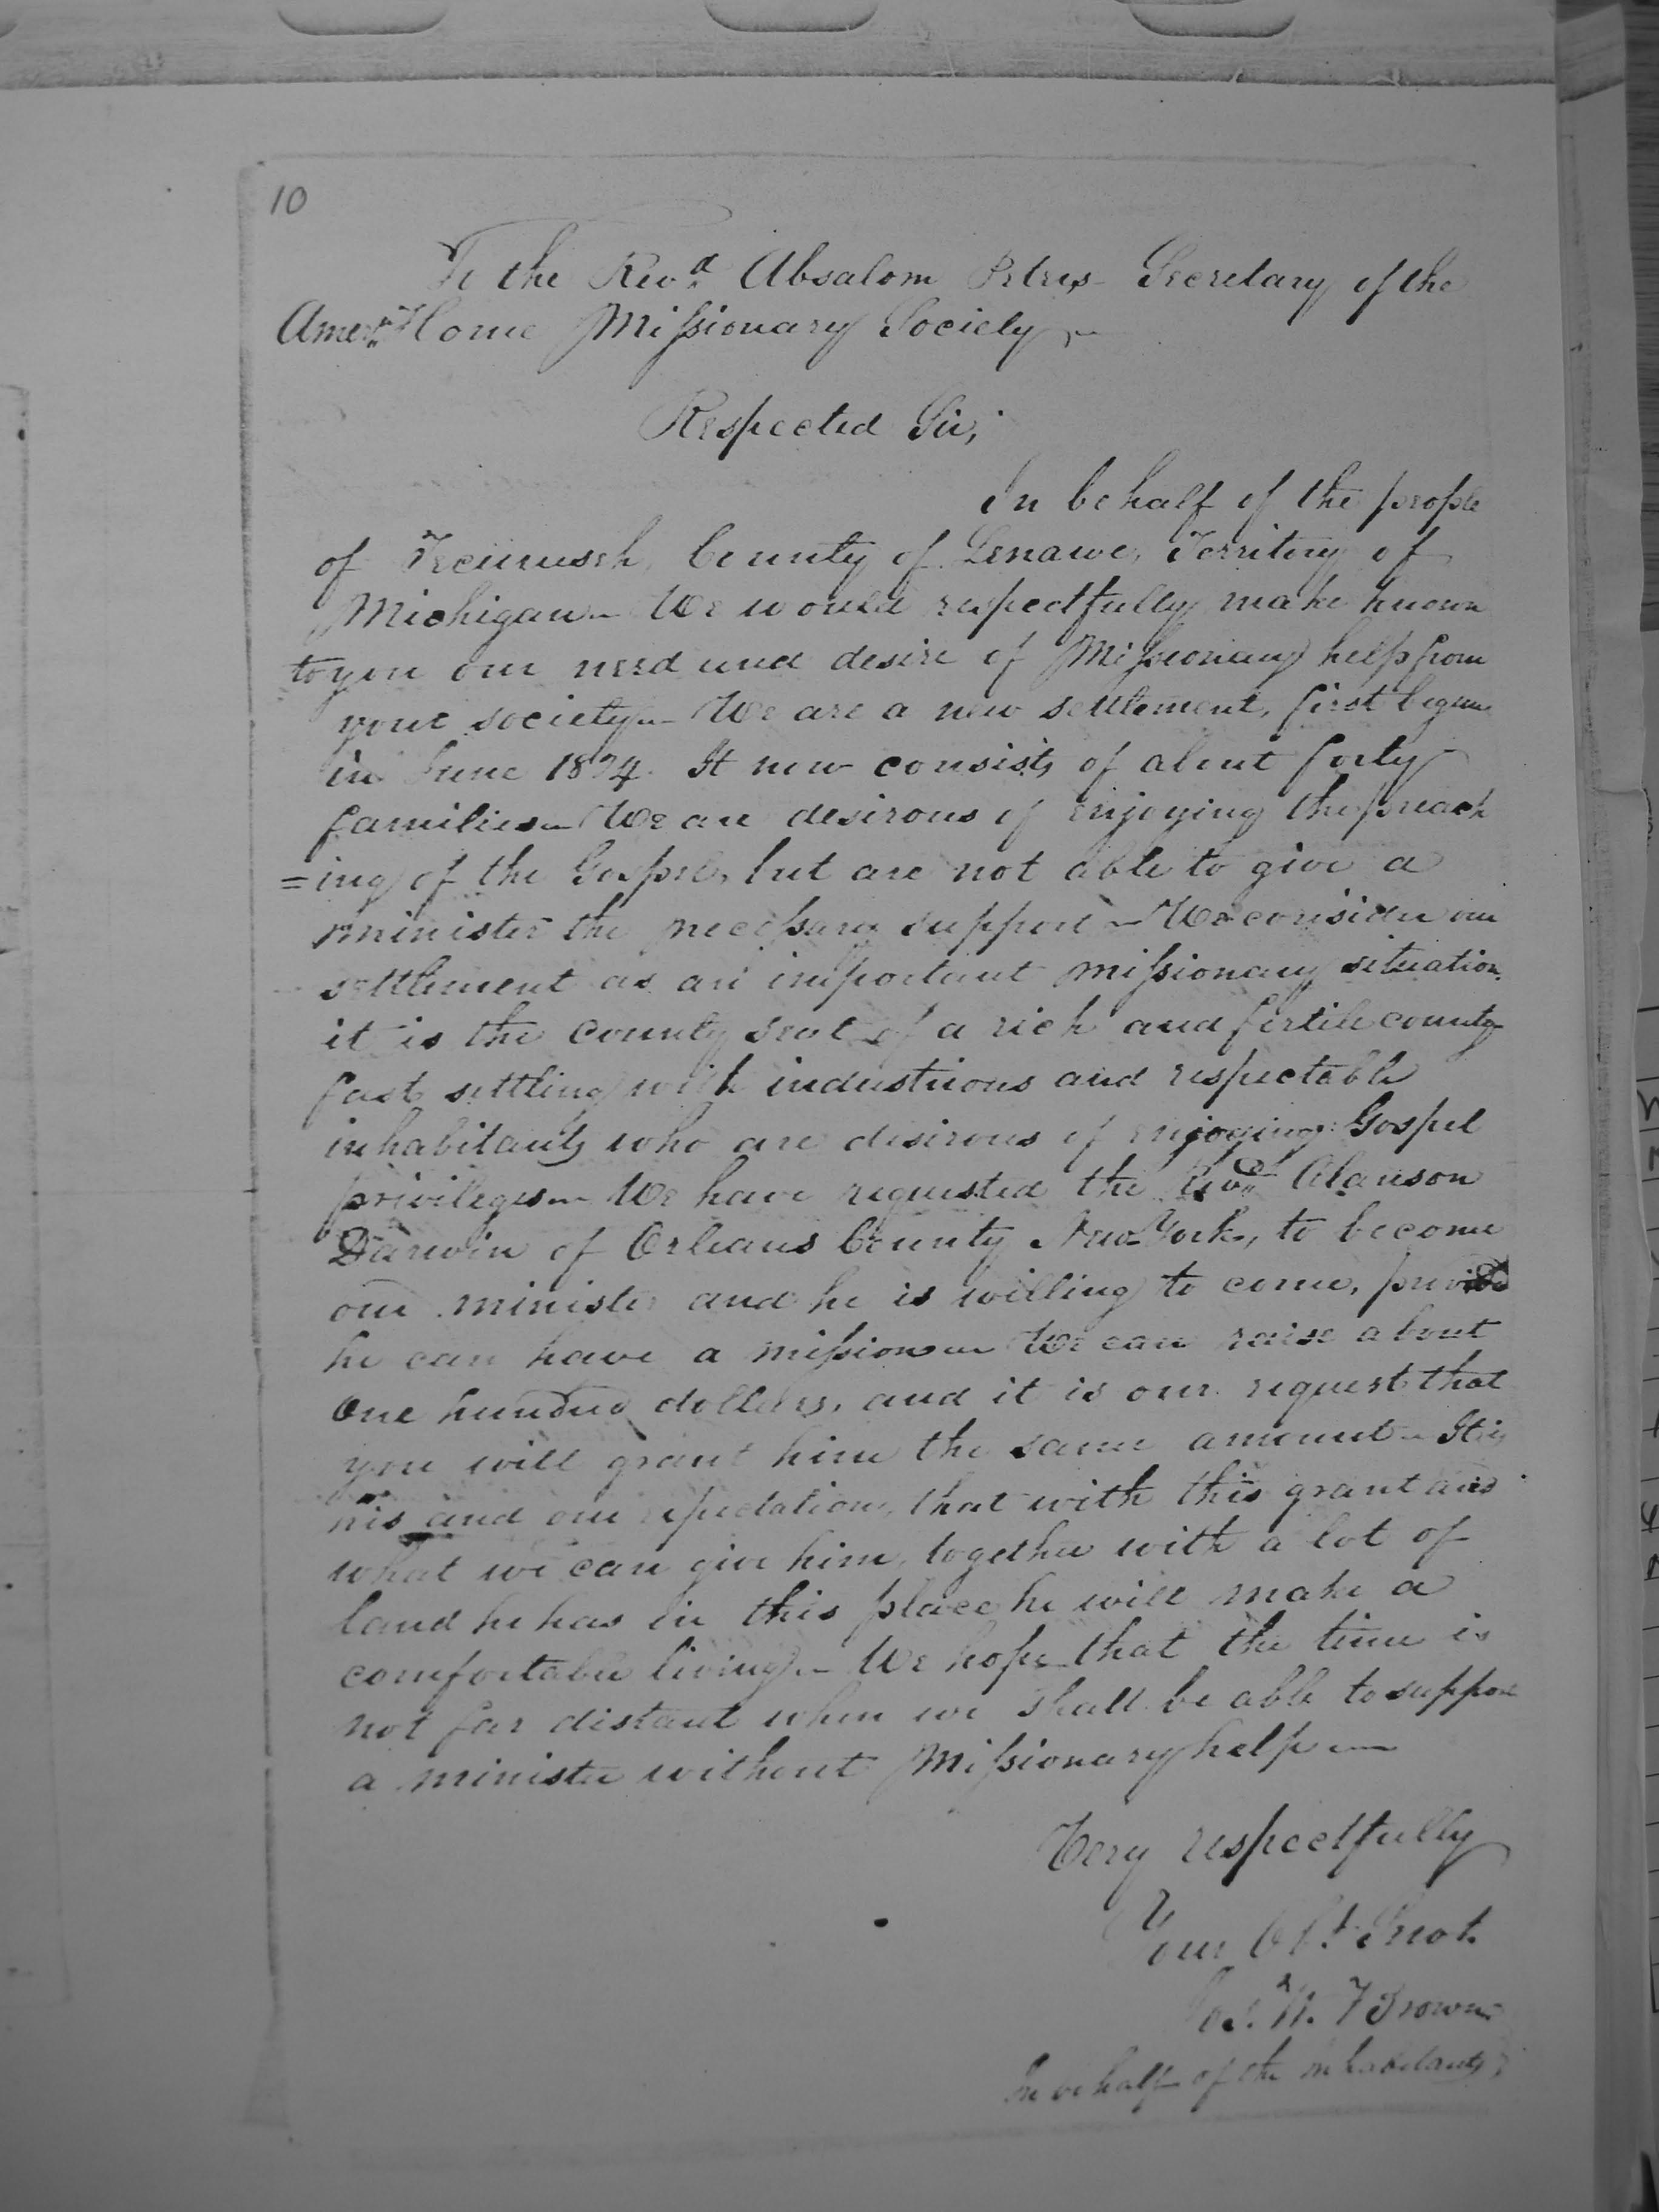 10
To the Revd Absalom Peters Secretary of the
Amern Home Missionary Society
Respected Sir,
In behalf of the people
of Tecumseh, County of Lenawe, Territory of
Michigan – We would respectfully make known
to you our need and desire of Missionary help from
your society – We are a new settlement, first begun
in June 1824. It now consists of about forty
families – We are desirous of enjoying the preach
=ing of the Gospel, but are not able to give a
minister the necessary support – We consider our
settlement as an important missionary situation,
it is the county seat of a rich and fertile county
fast settling with industrious and respectable
inhabitants who are desirous of enjoying Gospel
privileges – We have requested the Revd Alanson
Darwin of Orleans County New York, to become
our minister and he is willing to come, provided
he can have a mission – We can raise about
One hundred dollars, and it is our request that
you will grant him the same amount – It is
his and our expectation, that with this grant and
what we can give him, together with a lot of
land he has in this place he will make a
comfortable living – We hope that the time is
not far distant when we shall be able to support
a minister without Missionary help –
Very respectfully
Your Obt Servt.
W. Brown
In behalf of the inhabitants